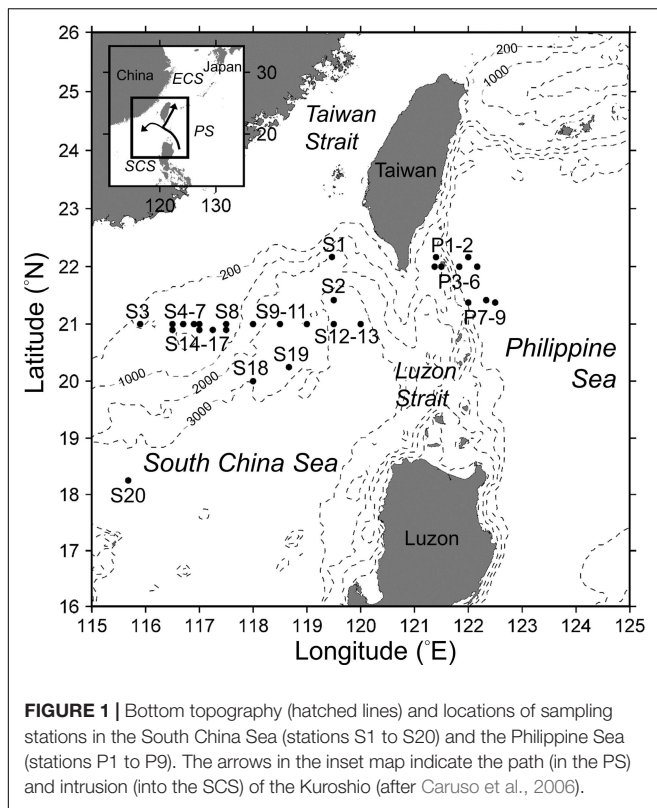 26
25
24
23
22
21
20
19
18
17
16
Latitude (°N)
China
ECS
Japan
30
PS
20
SCS
120 130
200
1000
Taiwan
Strait
Taiwan
S1
P1-2
200
S2
P3-6
S3 S4-7 S8 S9-11
P7-9
S14-17
S12-13
1000
2000
S19
S18
3000
Philippine
Sea
Luzon
Strait
South China Sea
S20
Luzon
115 116 117 118 119 120 121 122 123 124 125
Longitude (°E)
FIGURE 1 | Bottom topography (hatched lines) and locations of sampling
stations in the South China Sea (stations S1 to S20) and the Philippine Sea
(stations P1 to P9). The arrows in the inset map indicate the path (in the PS)
and intrusion (into the SCS) of the Kuroshio (after Caruso et al., 2006).